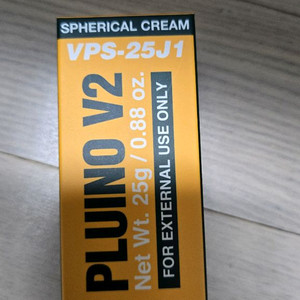 SPHERICAL CREAM
VPS-25J1
PLUINO V2
Net Wt. 25g / 0.88 oz.
FOR EXTERNAL USE ONLY